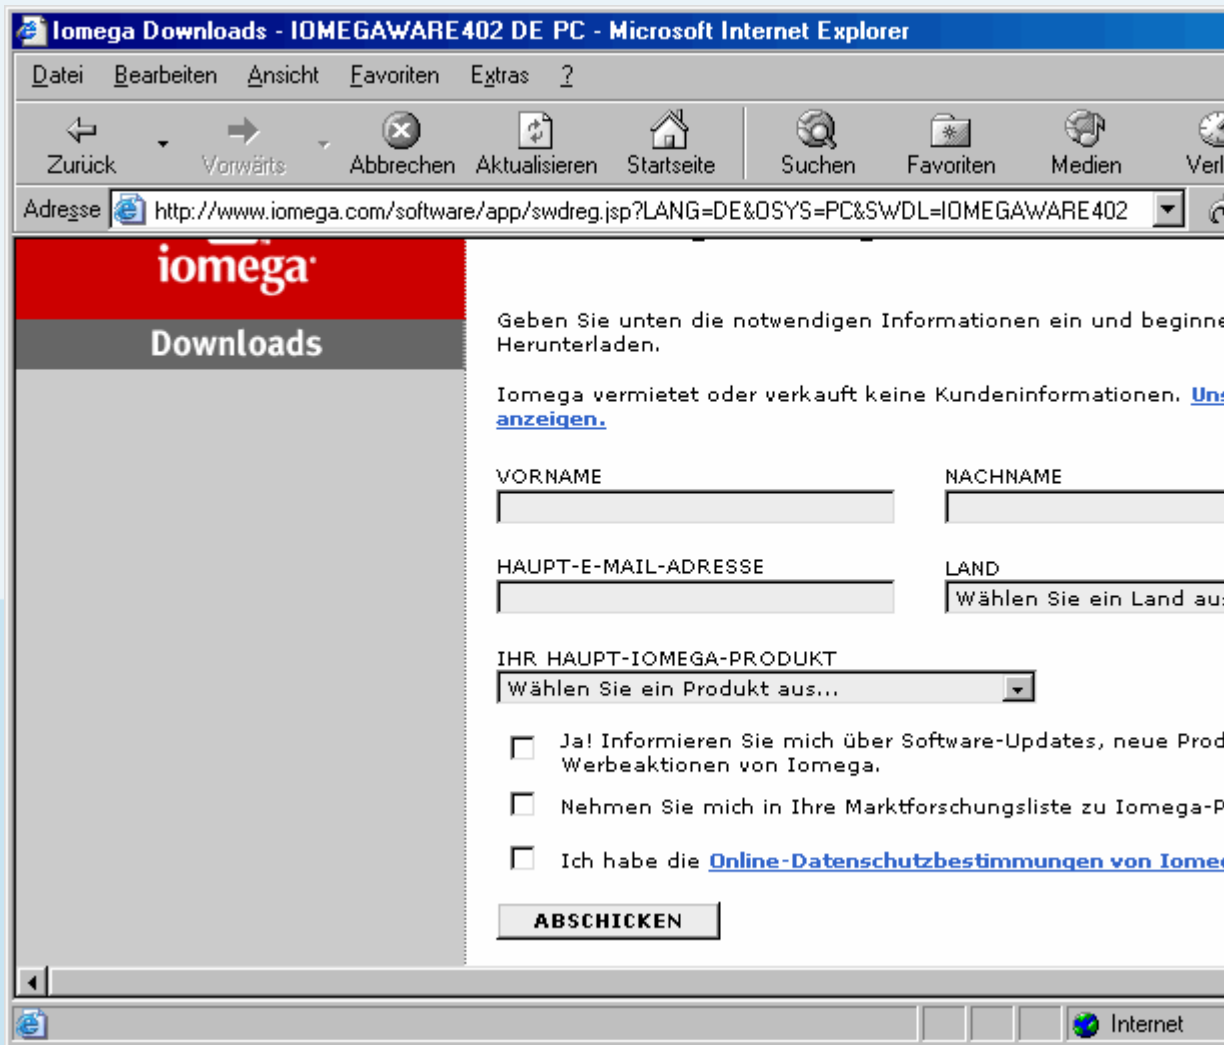 Iomega Downloads - IOMEGAWARE402 DE PC - Microsoft Internet Explorer
Datei Bearbeiten Ansicht Favoriten Extras ?
Zurück Vorwärts Abbrechen Aktualisieren Startseite Suchen Favoriten Medien Verl
Adresse http://www.iomega.com/software/app/swdreg.jsp?LANG=DE&OSYS=PC&SWDL=IOMEGAWARE402
iomega
Downloads
Geben Sie unten die notwendigen Informationen ein und beginne
Herunterladen.
Iomega vermietet oder verkauft keine Kundeninformationen. Uns
anzeigen.
VORNAME NACHNAME
HAUPT-E-MAIL-ADRESSE LAND
Wählen Sie ein Land aus
IHR HAUPT-IOMEGA-PRODUKT
Wählen Sie ein Produkt aus...
Ja! Informieren Sie mich über Software-Updates, neue Prod
Werbeaktionen von Iomega.
Nehmen Sie mich in Ihre Marktforschungsliste zu Iomega-P
Ich habe die Online-Datenschutzbestimmungen von Iomeg
ABSCHICKEN
Internet